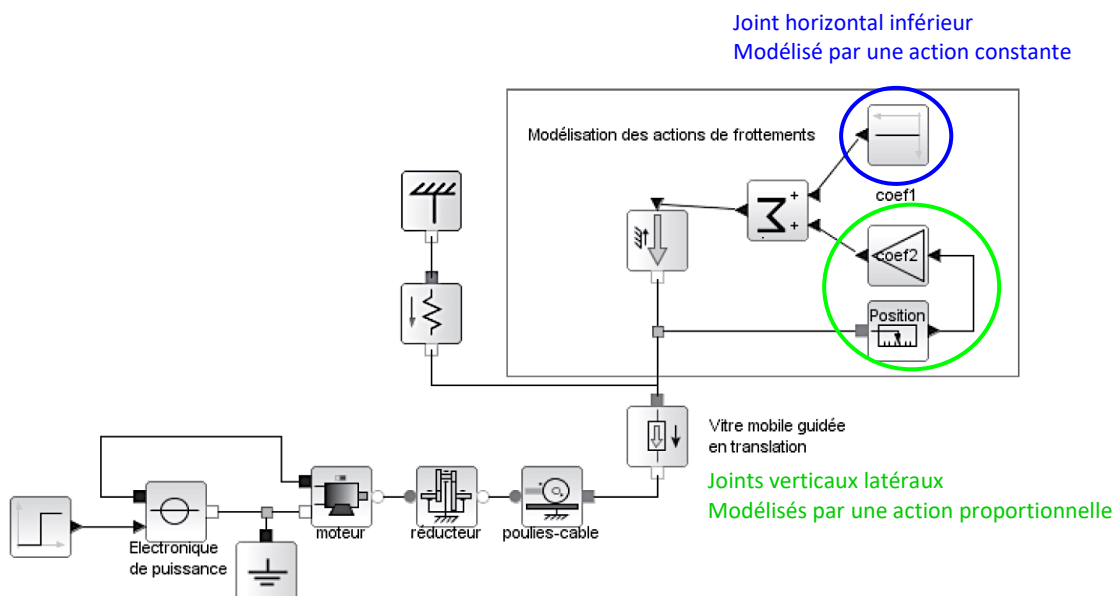 Joint horizontal inférieur
Modélisé par une action constante
Modélisation des actions de frottements
coef1
coef2
Position
Vitre mobile guidée
en translation
Joints verticaux latéraux
Modélisés par une action proportionnelle
Electronique
de puissance
moteur
réducteur
poulies-cable